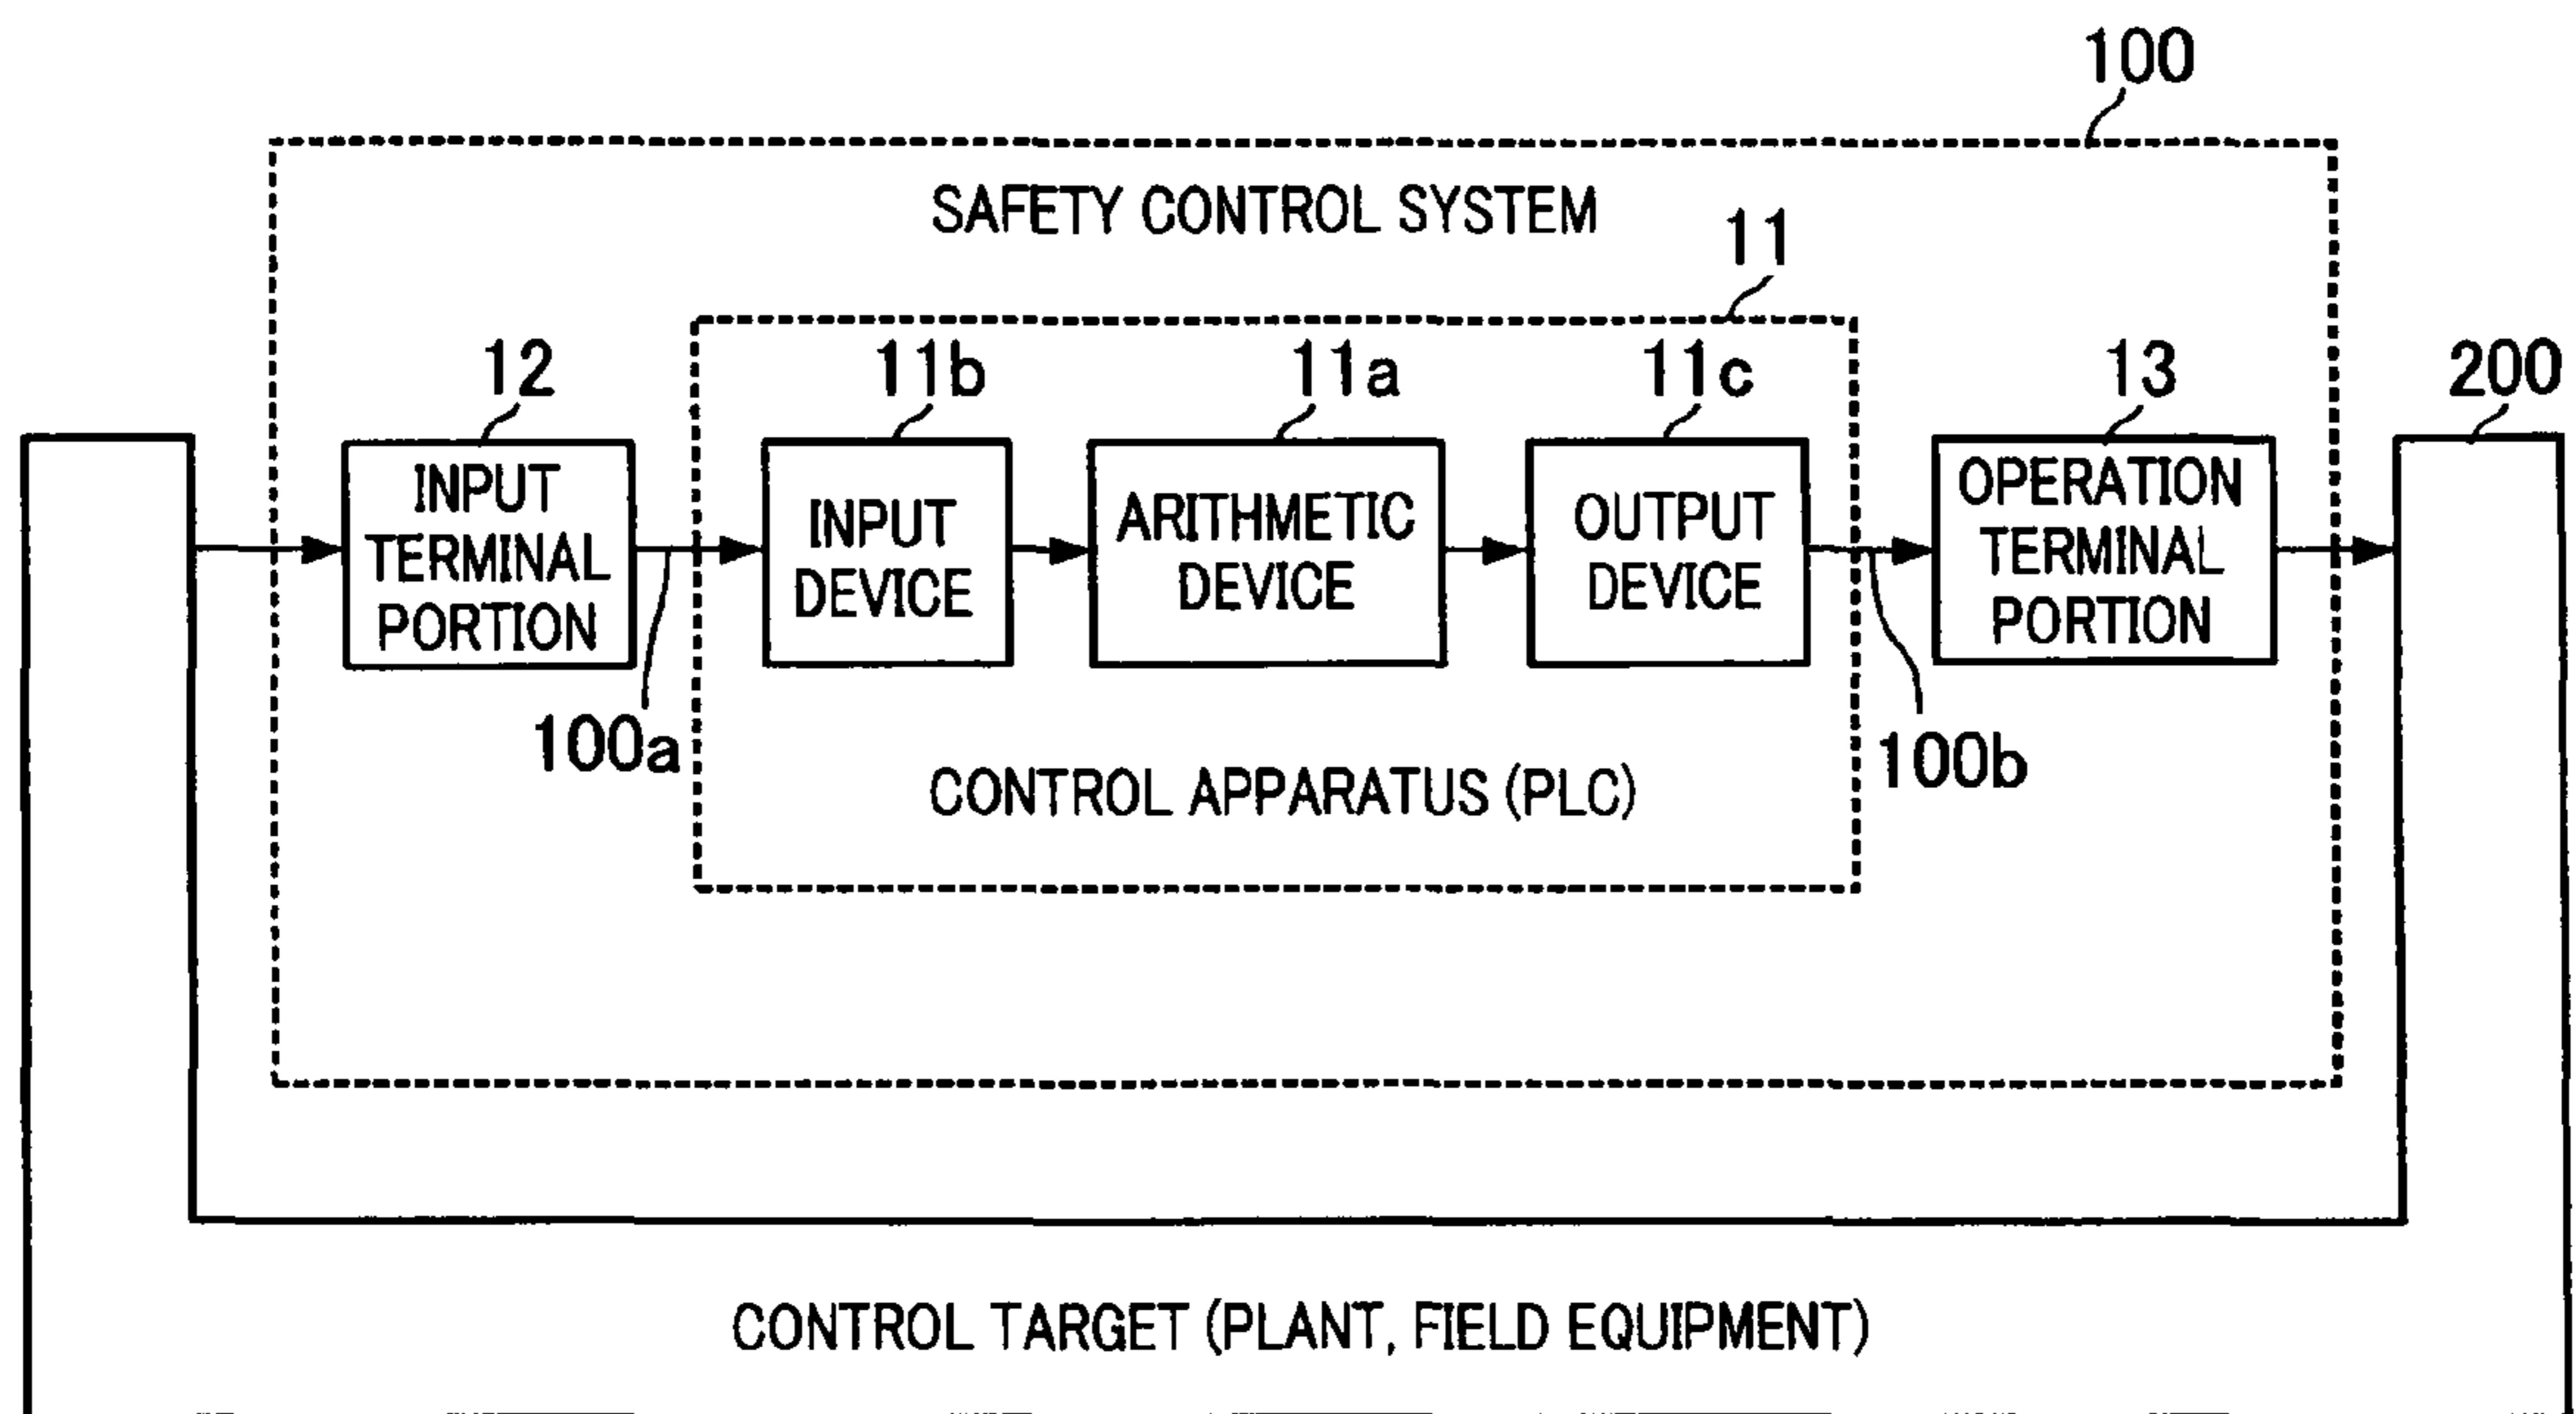 100
SAFETY CONTROL SYSTEM
11
12
11b
11a
11c
13
200
INPUT
TERMINAL
PORTION
INPUT
DEVICE
ARITHMETIC
DEVICE
OUTPUT
DEVICE
OPERATION
TERMINAL
PORTION
100a
100b
CONTROL APPARATUS (PLC)
CONTROL TARGET (PLANT, FIELD EQUIPMENT)